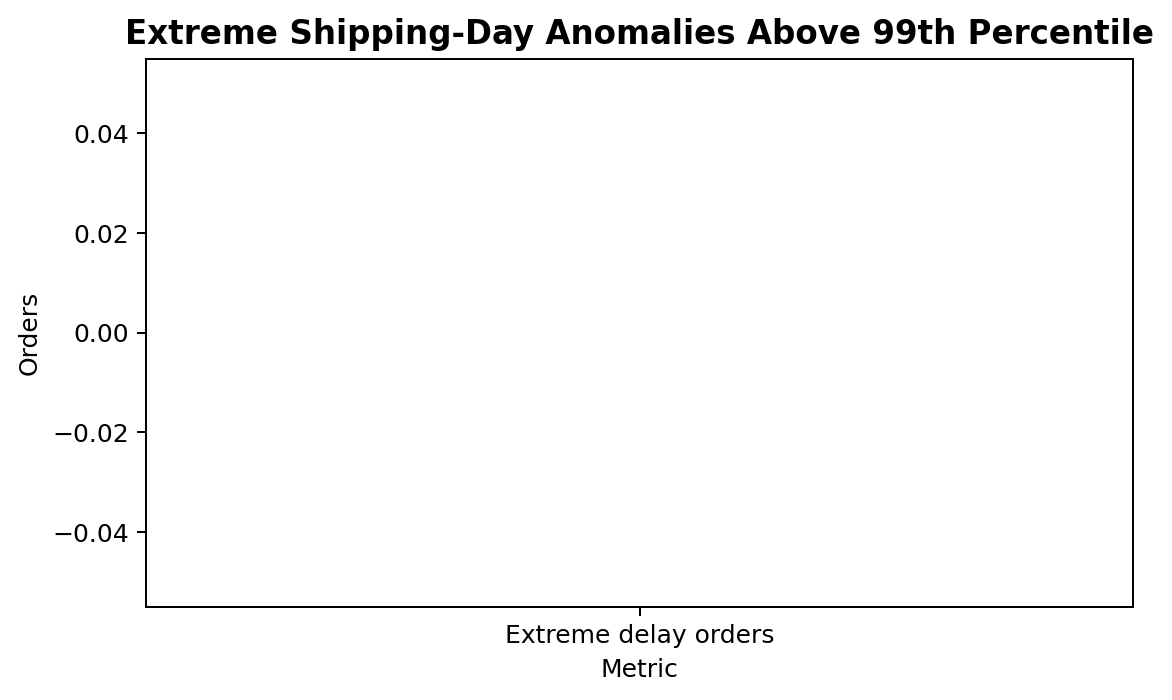 Extreme Shipping-Day Anomalies Above 99th Percentile
0.04
0.02
0.00
−0.02
−0.04
Orders
Extreme delay orders
Metric